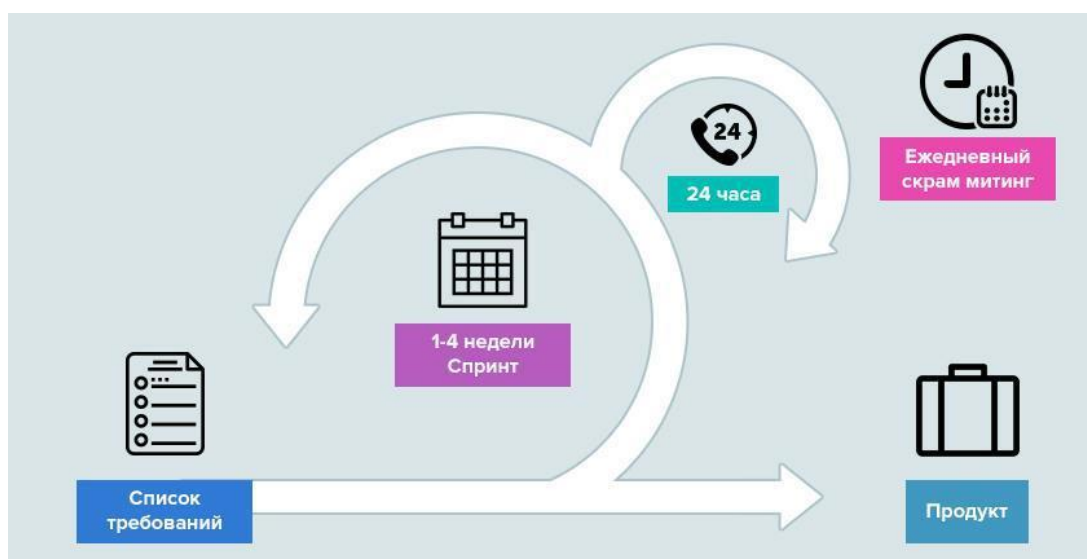 24
24 часа
Ежедневный
скрам митинг
1-4 недели
Спринт
Список
требований
Продукт